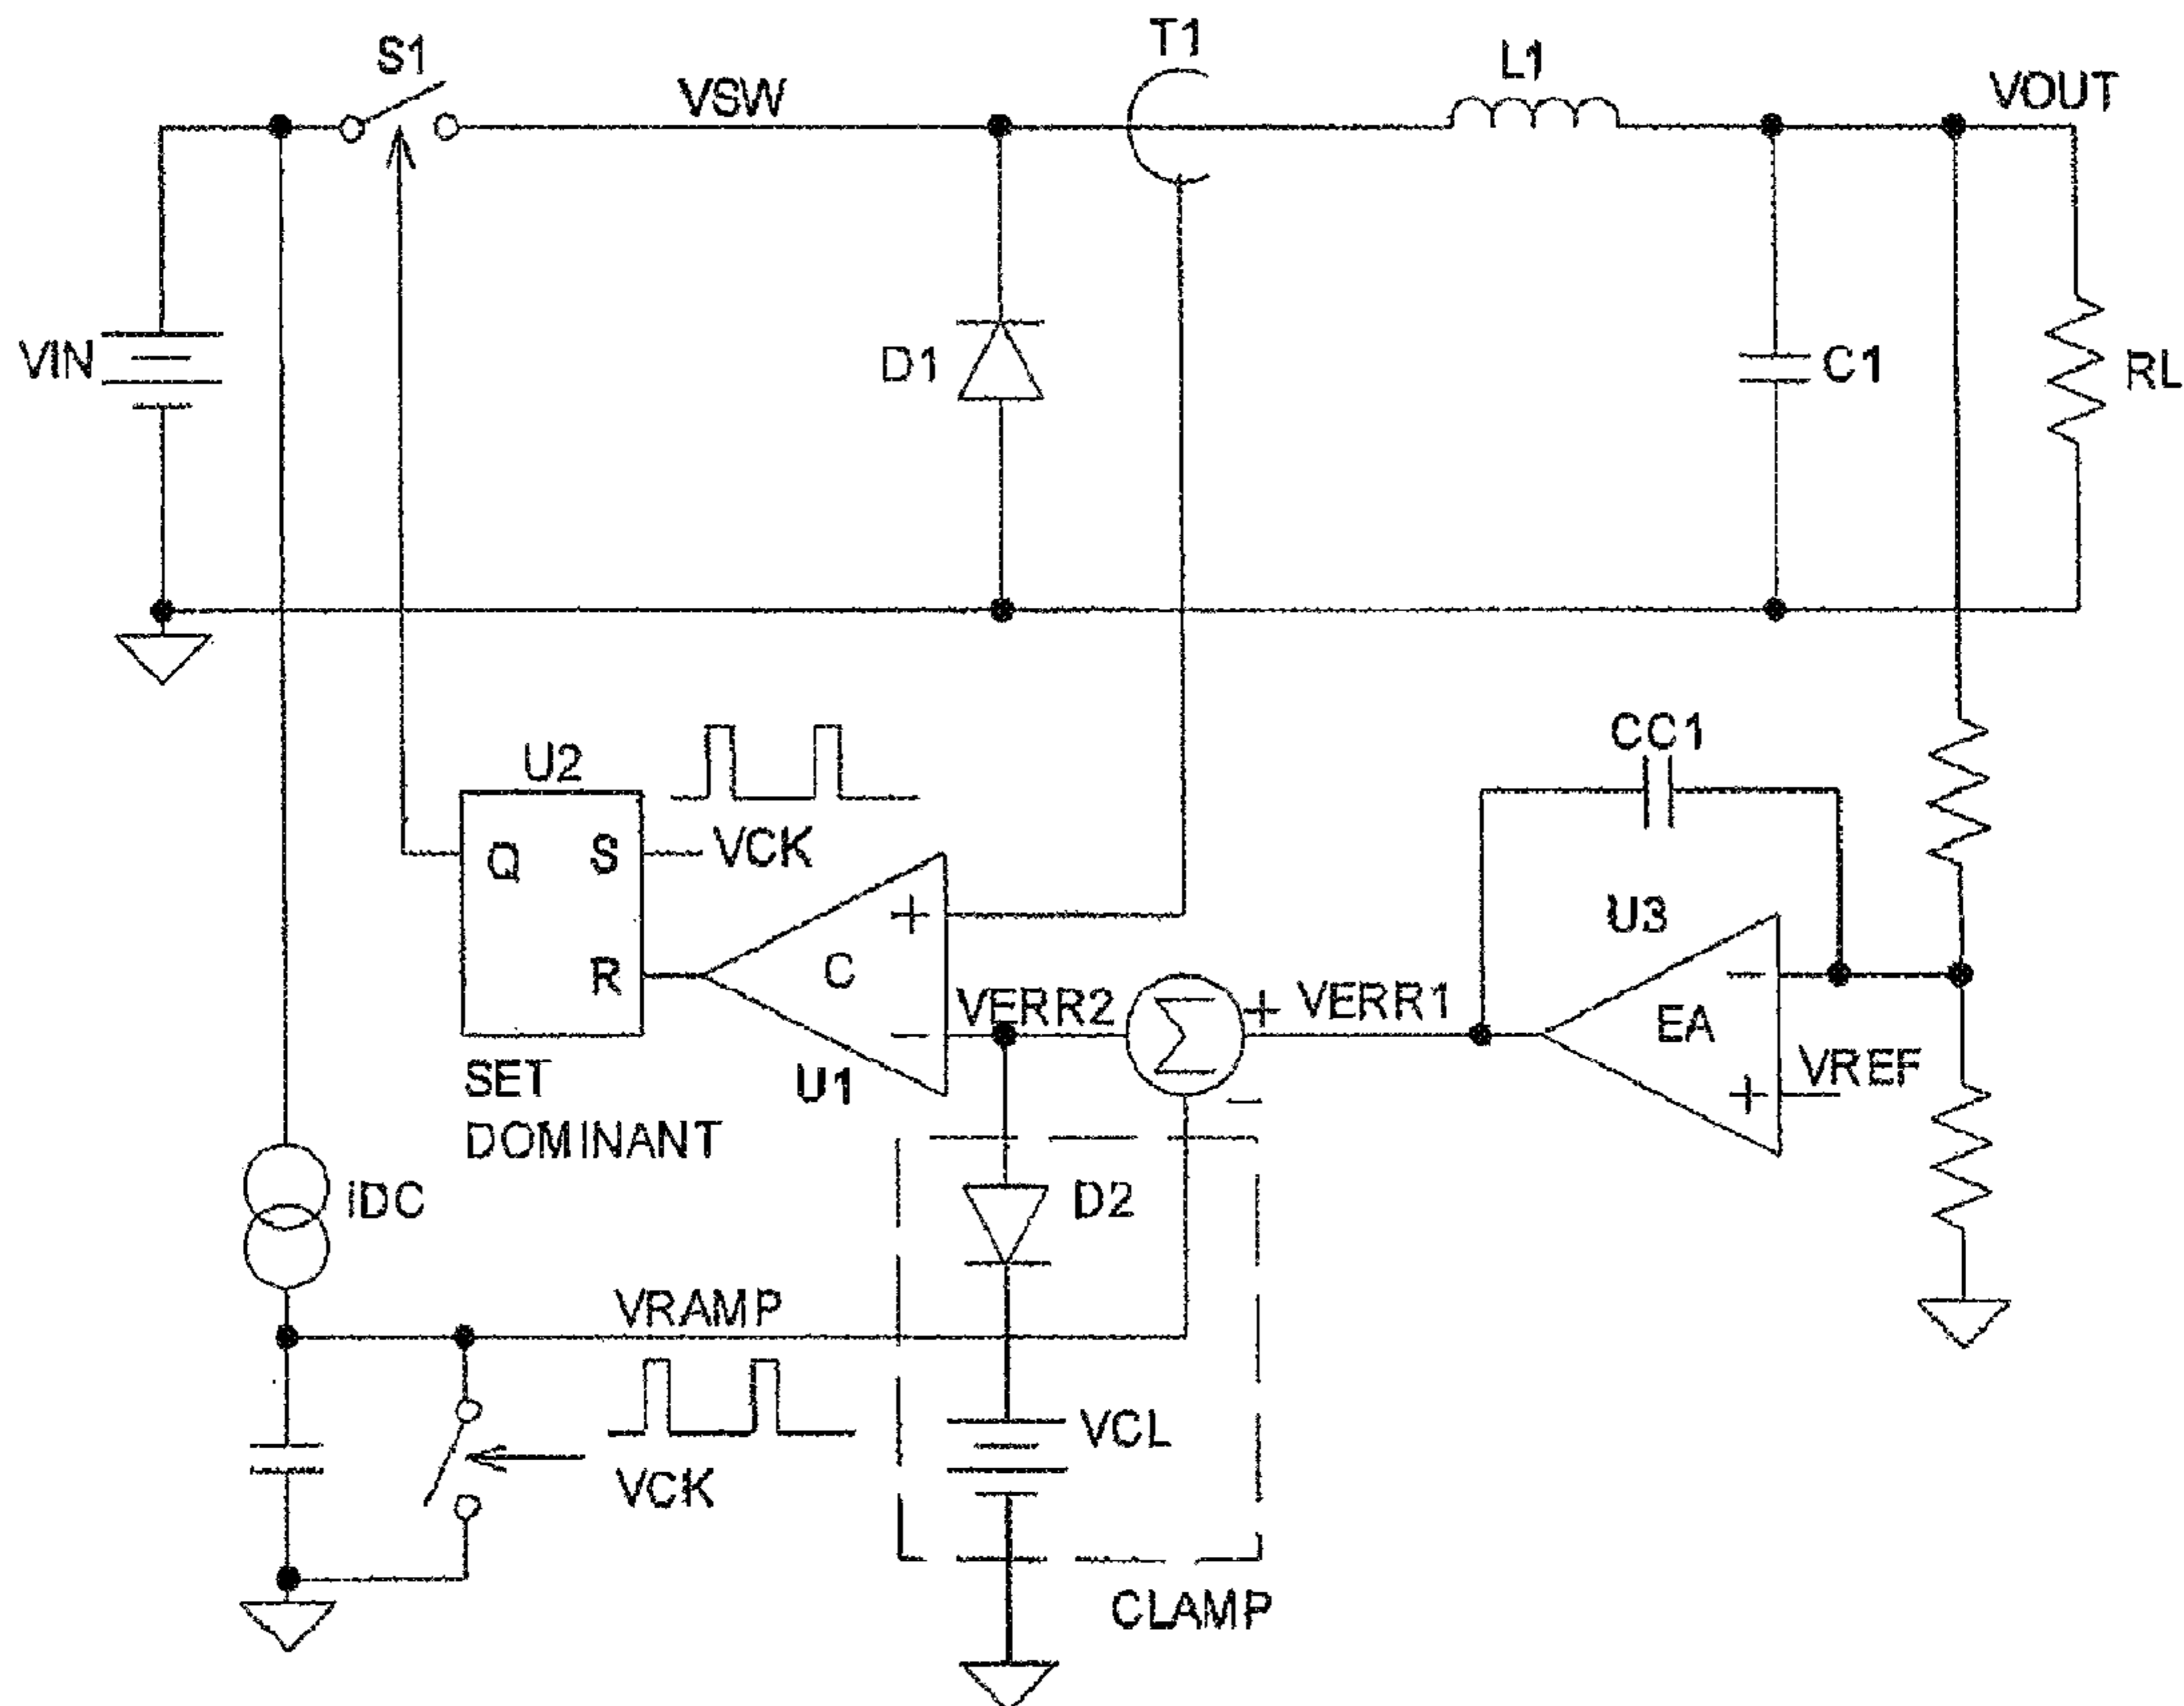 T1
S1
L1
VSW
VOUT
VIN
D1
C1
RL
CC1
U2
Q
S
VCK
U3
+
C
R
VERR2
+
VERR1
−
EA
−
VREF
+
U1
SET
DOMINANT
−
IDC
D2
VRAMP
VCL
VCK
CLAMP